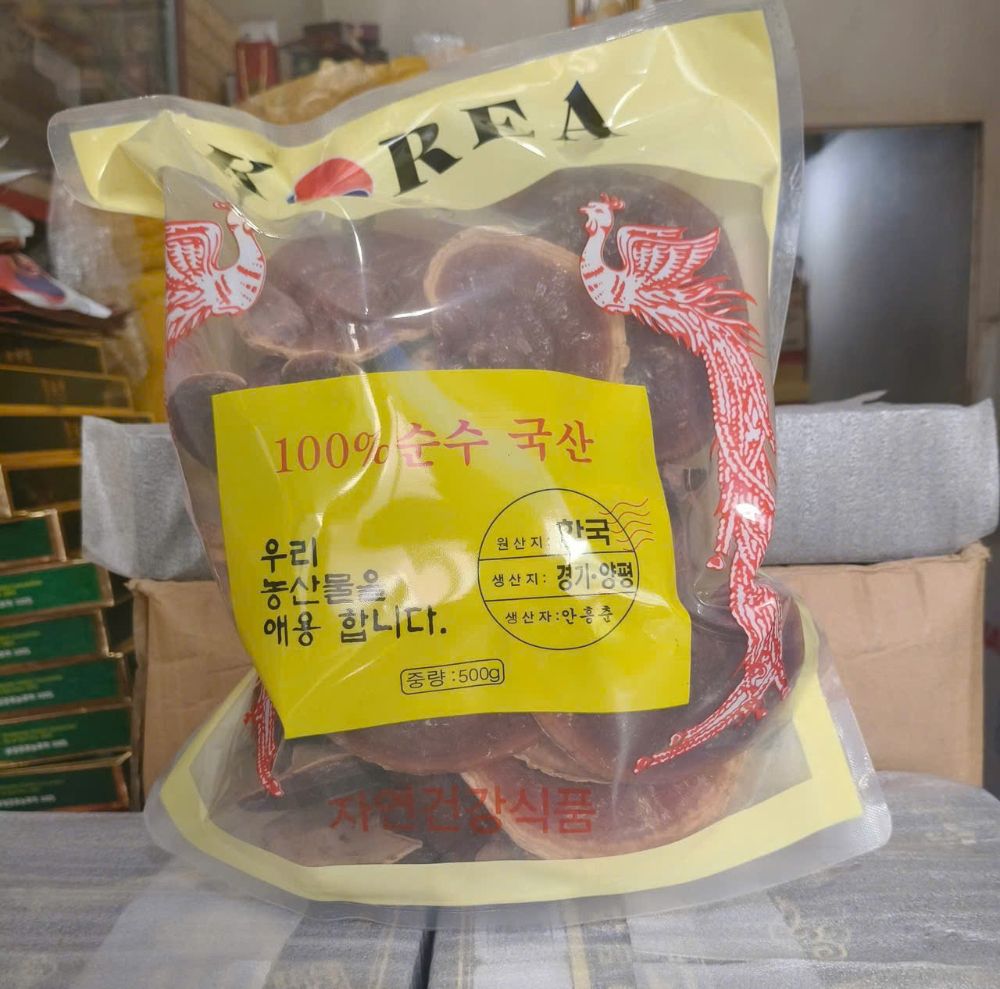 KOREA
100% 순수 국산
우리
농산물을
애용 합니다.
원산지: 한국
생산지: 경기·양평
생산자:안흥춘
중량:500g
자연건강식품